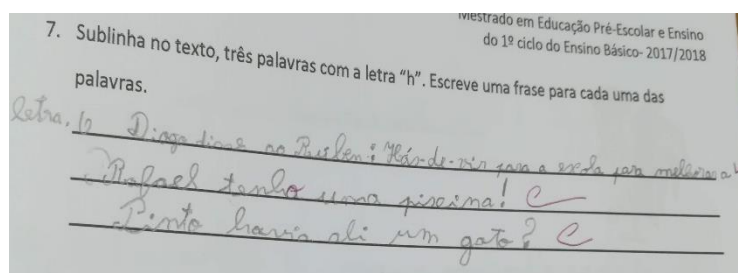 Mestrado em Educação Pré-Escolar e Ensino
do 1º ciclo do Ensino Básico- 2017/2018
7. Sublinha no texto, três palavras com a letra "h". Escreve uma frase para cada uma das
palavras.
O Diogo disse ao Ruslen: Hás-de-vir para a escola para melhorar a
letra.
Rafael tenho uma piscina! C
Pinto havia ali um gato? C